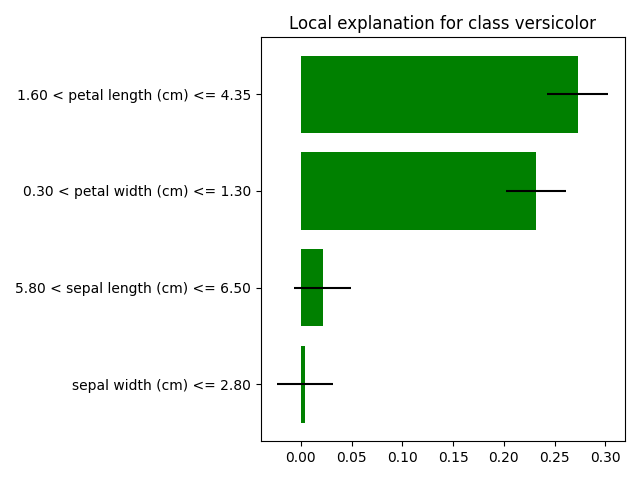 Local explanation for class versicolor
1.60 < petal length (cm) <= 4.35
0.30 < petal width (cm) <= 1.30
5.80 < sepal length (cm) <= 6.50
sepal width (cm) <= 2.80
0.00 0.05 0.10 0.15 0.20 0.25 0.30